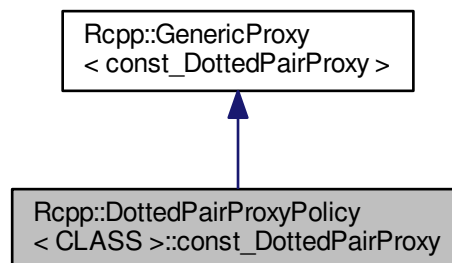 Rcpp::GenericProxy
< const_DottedPairProxy >
Rcpp::DottedPairProxyPolicy
< CLASS >::const_DottedPairProxy